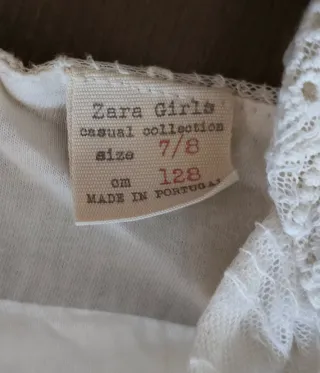 Zara Girls
casual collection
size 7/8
cm 128
MADE IN PORTUGAL